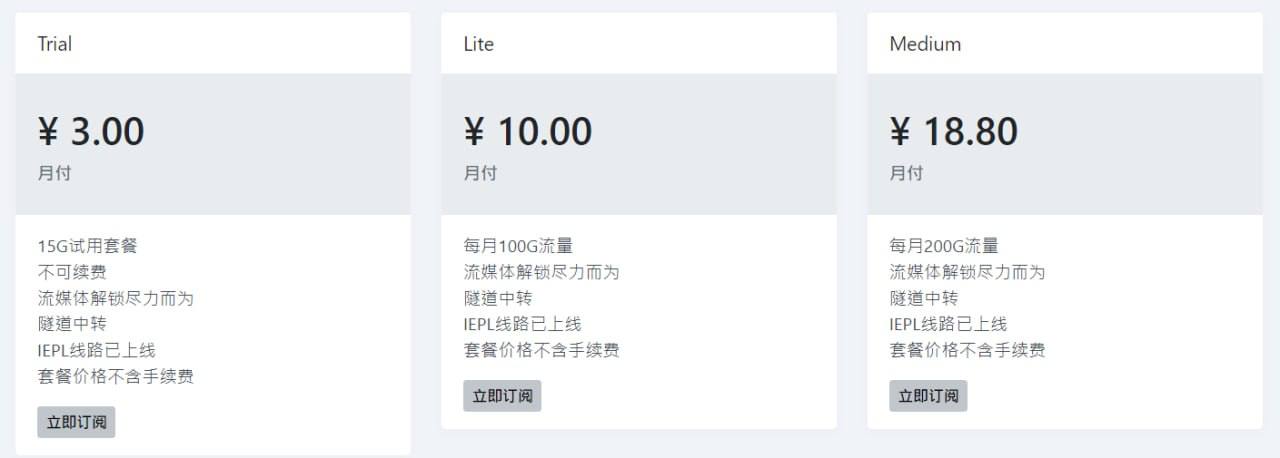 Trial
¥ 3.00
月付
15G试用套餐
不可续费
流媒体解锁尽力而为
隧道中转
IEPL线路已上线
套餐价格不含手续费
立即订阅
Lite
¥ 10.00
月付
每月100G流量
流媒体解锁尽力而为
隧道中转
IEPL线路已上线
套餐价格不含手续费
立即订阅
Medium
¥ 18.80
月付
每月200G流量
流媒体解锁尽力而为
隧道中转
IEPL线路已上线
套餐价格不含手续费
立即订阅